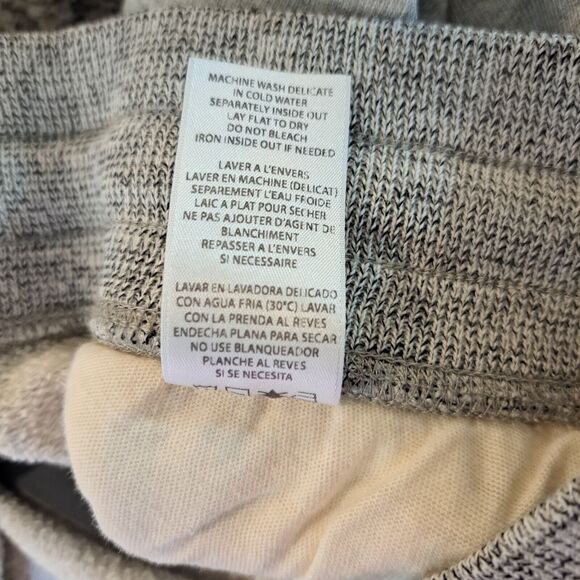 MACHINE WASH DELICATE
IN COLD WATER
SEPARATELY INSIDE OUT
LAY FLAT TO DRY
DO NOT BLEACH
IRON INSIDE OUT IF NEEDED
LAVER A L'ENVERS
LAVER EN MACHINE (DELICAT)
SEPAREMENT L'EAU FROIDE
LAIC A PLAT POUR SECHER
NE PAS AJOUTER D'AGENT DE
BLANCHIMENT
REPASSER A L'ENVERS
SI NECESSAIRE
LAVAR EN LAVADORA DELICADO
CON AGUA FRIA (30°C) LAVAR
CON LA PRENDA AL REVES
ENDECHA PLANA PARA SECAR
NO USE BLANQUEADOR
PLANCHE AL REVES
SI SE NECESITA